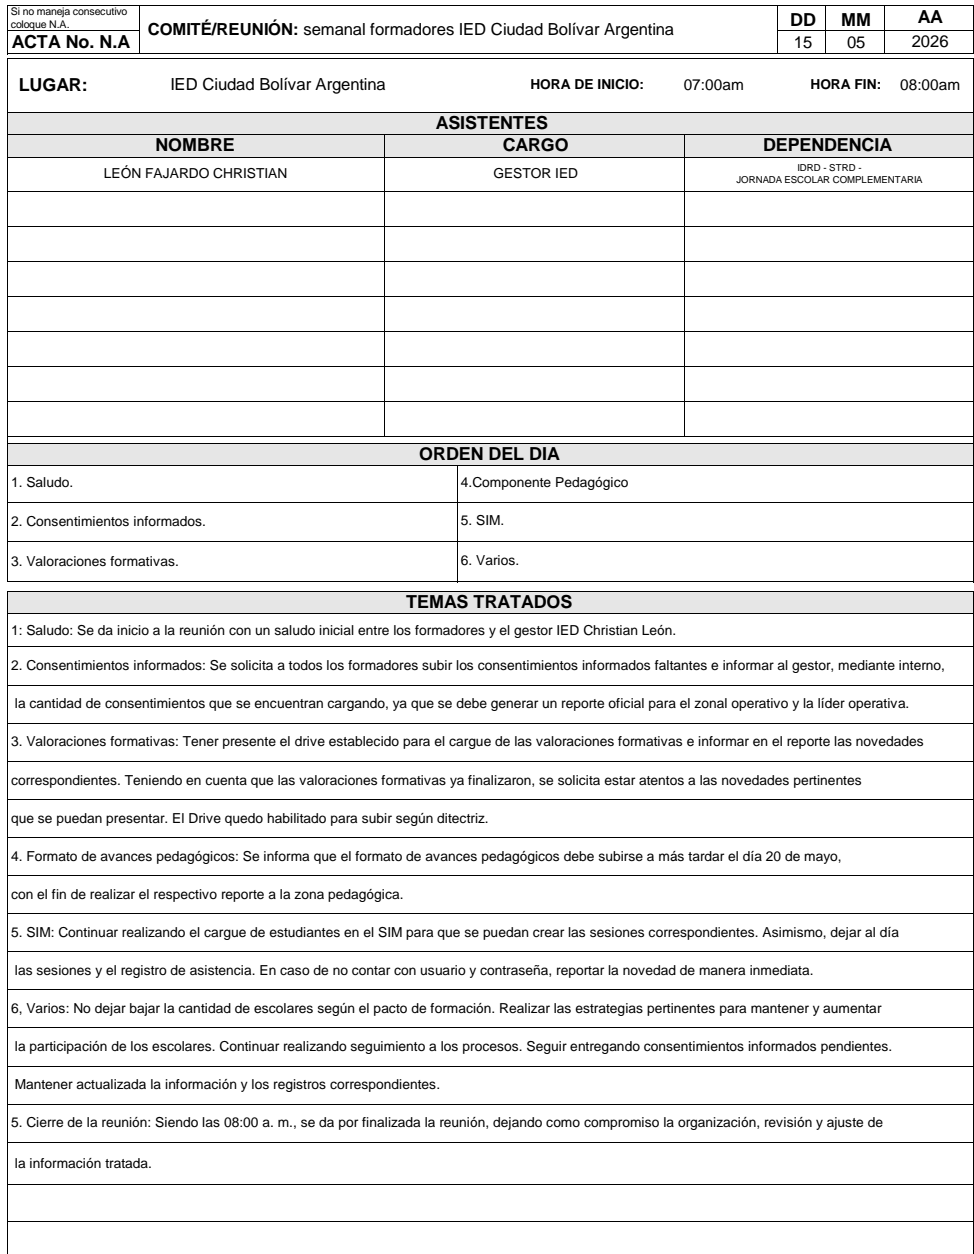 Si no maneja consecutivo
coloque N.A.
ACTA No. N.A
COMITÉ/REUNIÓN: semanal formadores IED Ciudad Bolívar Argentina
DD MM AA
15 05 2026
LUGAR: IED Ciudad Bolívar Argentina HORA DE INICIO: 07:00am HORA FIN: 08:00am
ASISTENTES
NOMBRE CARGO DEPENDENCIA
LEÓN FAJARDO CHRISTIAN GESTOR IED IDRD - STRD -
JORNADA ESCOLAR COMPLEMENTARIA
ORDEN DEL DIA
1. Saludo. 4.Componente Pedagógico
2. Consentimientos informados. 5. SIM.
3. Valoraciones formativas. 6. Varios.
TEMAS TRATADOS
1: Saludo: Se da inicio a la reunión con un saludo inicial entre los formadores y el gestor IED Christian León.
2. Consentimientos informados: Se solicita a todos los formadores subir los consentimientos informados faltantes e informar al gestor, mediante interno,
la cantidad de consentimientos que se encuentran cargando, ya que se debe generar un reporte oficial para el zonal operativo y la líder operativa.
3. Valoraciones formativas: Tener presente el drive establecido para el cargue de las valoraciones formativas e informar en el reporte las novedades
correspondientes. Teniendo en cuenta que las valoraciones formativas ya finalizaron, se solicita estar atentos a las novedades pertinentes
que se puedan presentar. El Drive quedo habilitado para subir según ditectriz.
4. Formato de avances pedagógicos: Se informa que el formato de avances pedagógicos debe subirse a más tardar el día 20 de mayo,
con el fin de realizar el respectivo reporte a la zona pedagógica.
5. SIM: Continuar realizando el cargue de estudiantes en el SIM para que se puedan crear las sesiones correspondientes. Asimismo, dejar al día
las sesiones y el registro de asistencia. En caso de no contar con usuario y contraseña, reportar la novedad de manera inmediata.
6, Varios: No dejar bajar la cantidad de escolares según el pacto de formación. Realizar las estrategias pertinentes para mantener y aumentar
la participación de los escolares. Continuar realizando seguimiento a los procesos. Seguir entregando consentimientos informados pendientes.
Mantener actualizada la información y los registros correspondientes.
5. Cierre de la reunión: Siendo las 08:00 a. m., se da por finalizada la reunión, dejando como compromiso la organización, revisión y ajuste de
la información tratada.